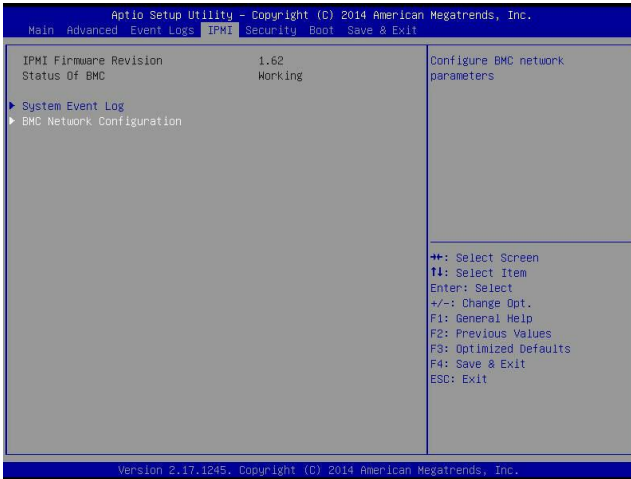 Aptio Setup Utility – Copyright (C) 2014 American Megatrends, Inc.
Main Advanced Event Logs IPMI Security Boot Save & Exit
IPMI Firmware Revision 1.62
Status Of BMC Working
System Event Log
BMC Network Configuration
Configure BMC network
parameters
→←: Select Screen
↑↓: Select Item
Enter: Select
+/-: Change Opt.
F1: General Help
F2: Previous Values
F3: Optimized Defaults
F4: Save & Exit
ESC: Exit
Version 2.17.1245. Copyright (C) 2014 American Megatrends, Inc.